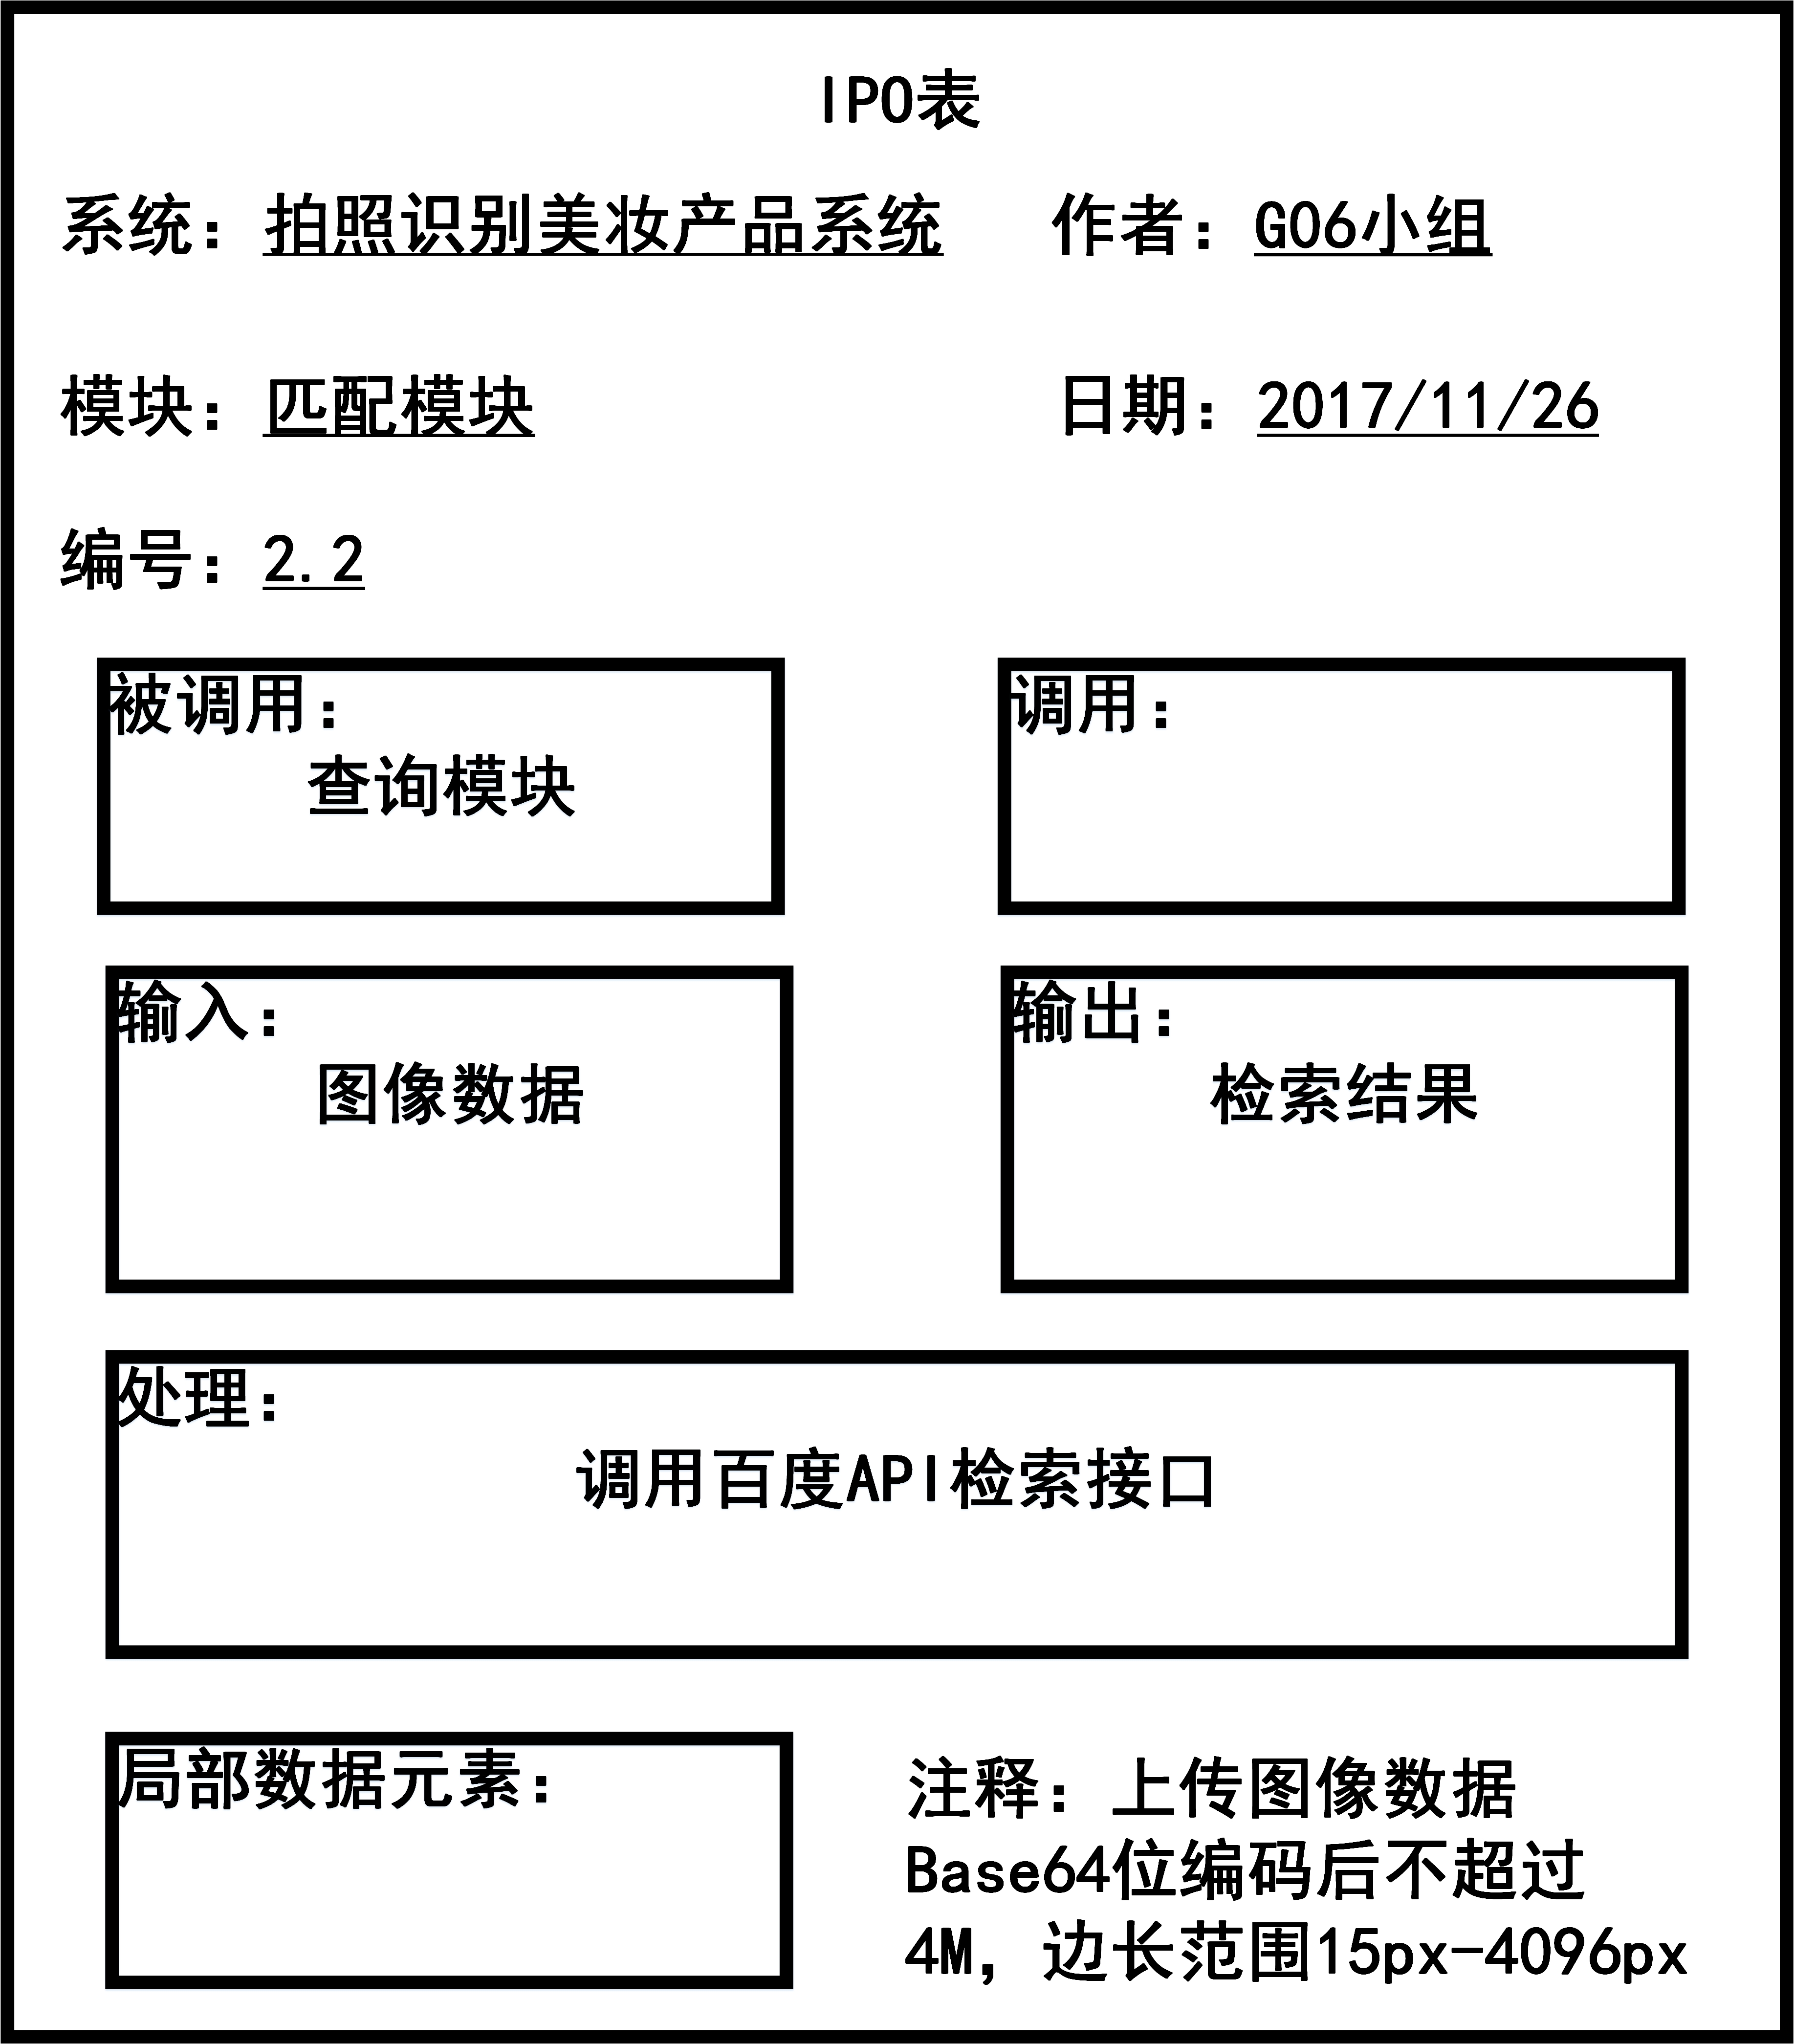 IPO表
系统：拍照识别美妆产品系统 作者：G06小组
模块：匹配模块 日期：2017/11/26
编号：2.2
被调用：
查询模块
调用：
输入：
图像数据
输出：
检索结果
处理：
调用百度API检索接口
局部数据元素：
注释：上传图像数据
Base64位编码后不超过
4M，边长范围15px-4096px